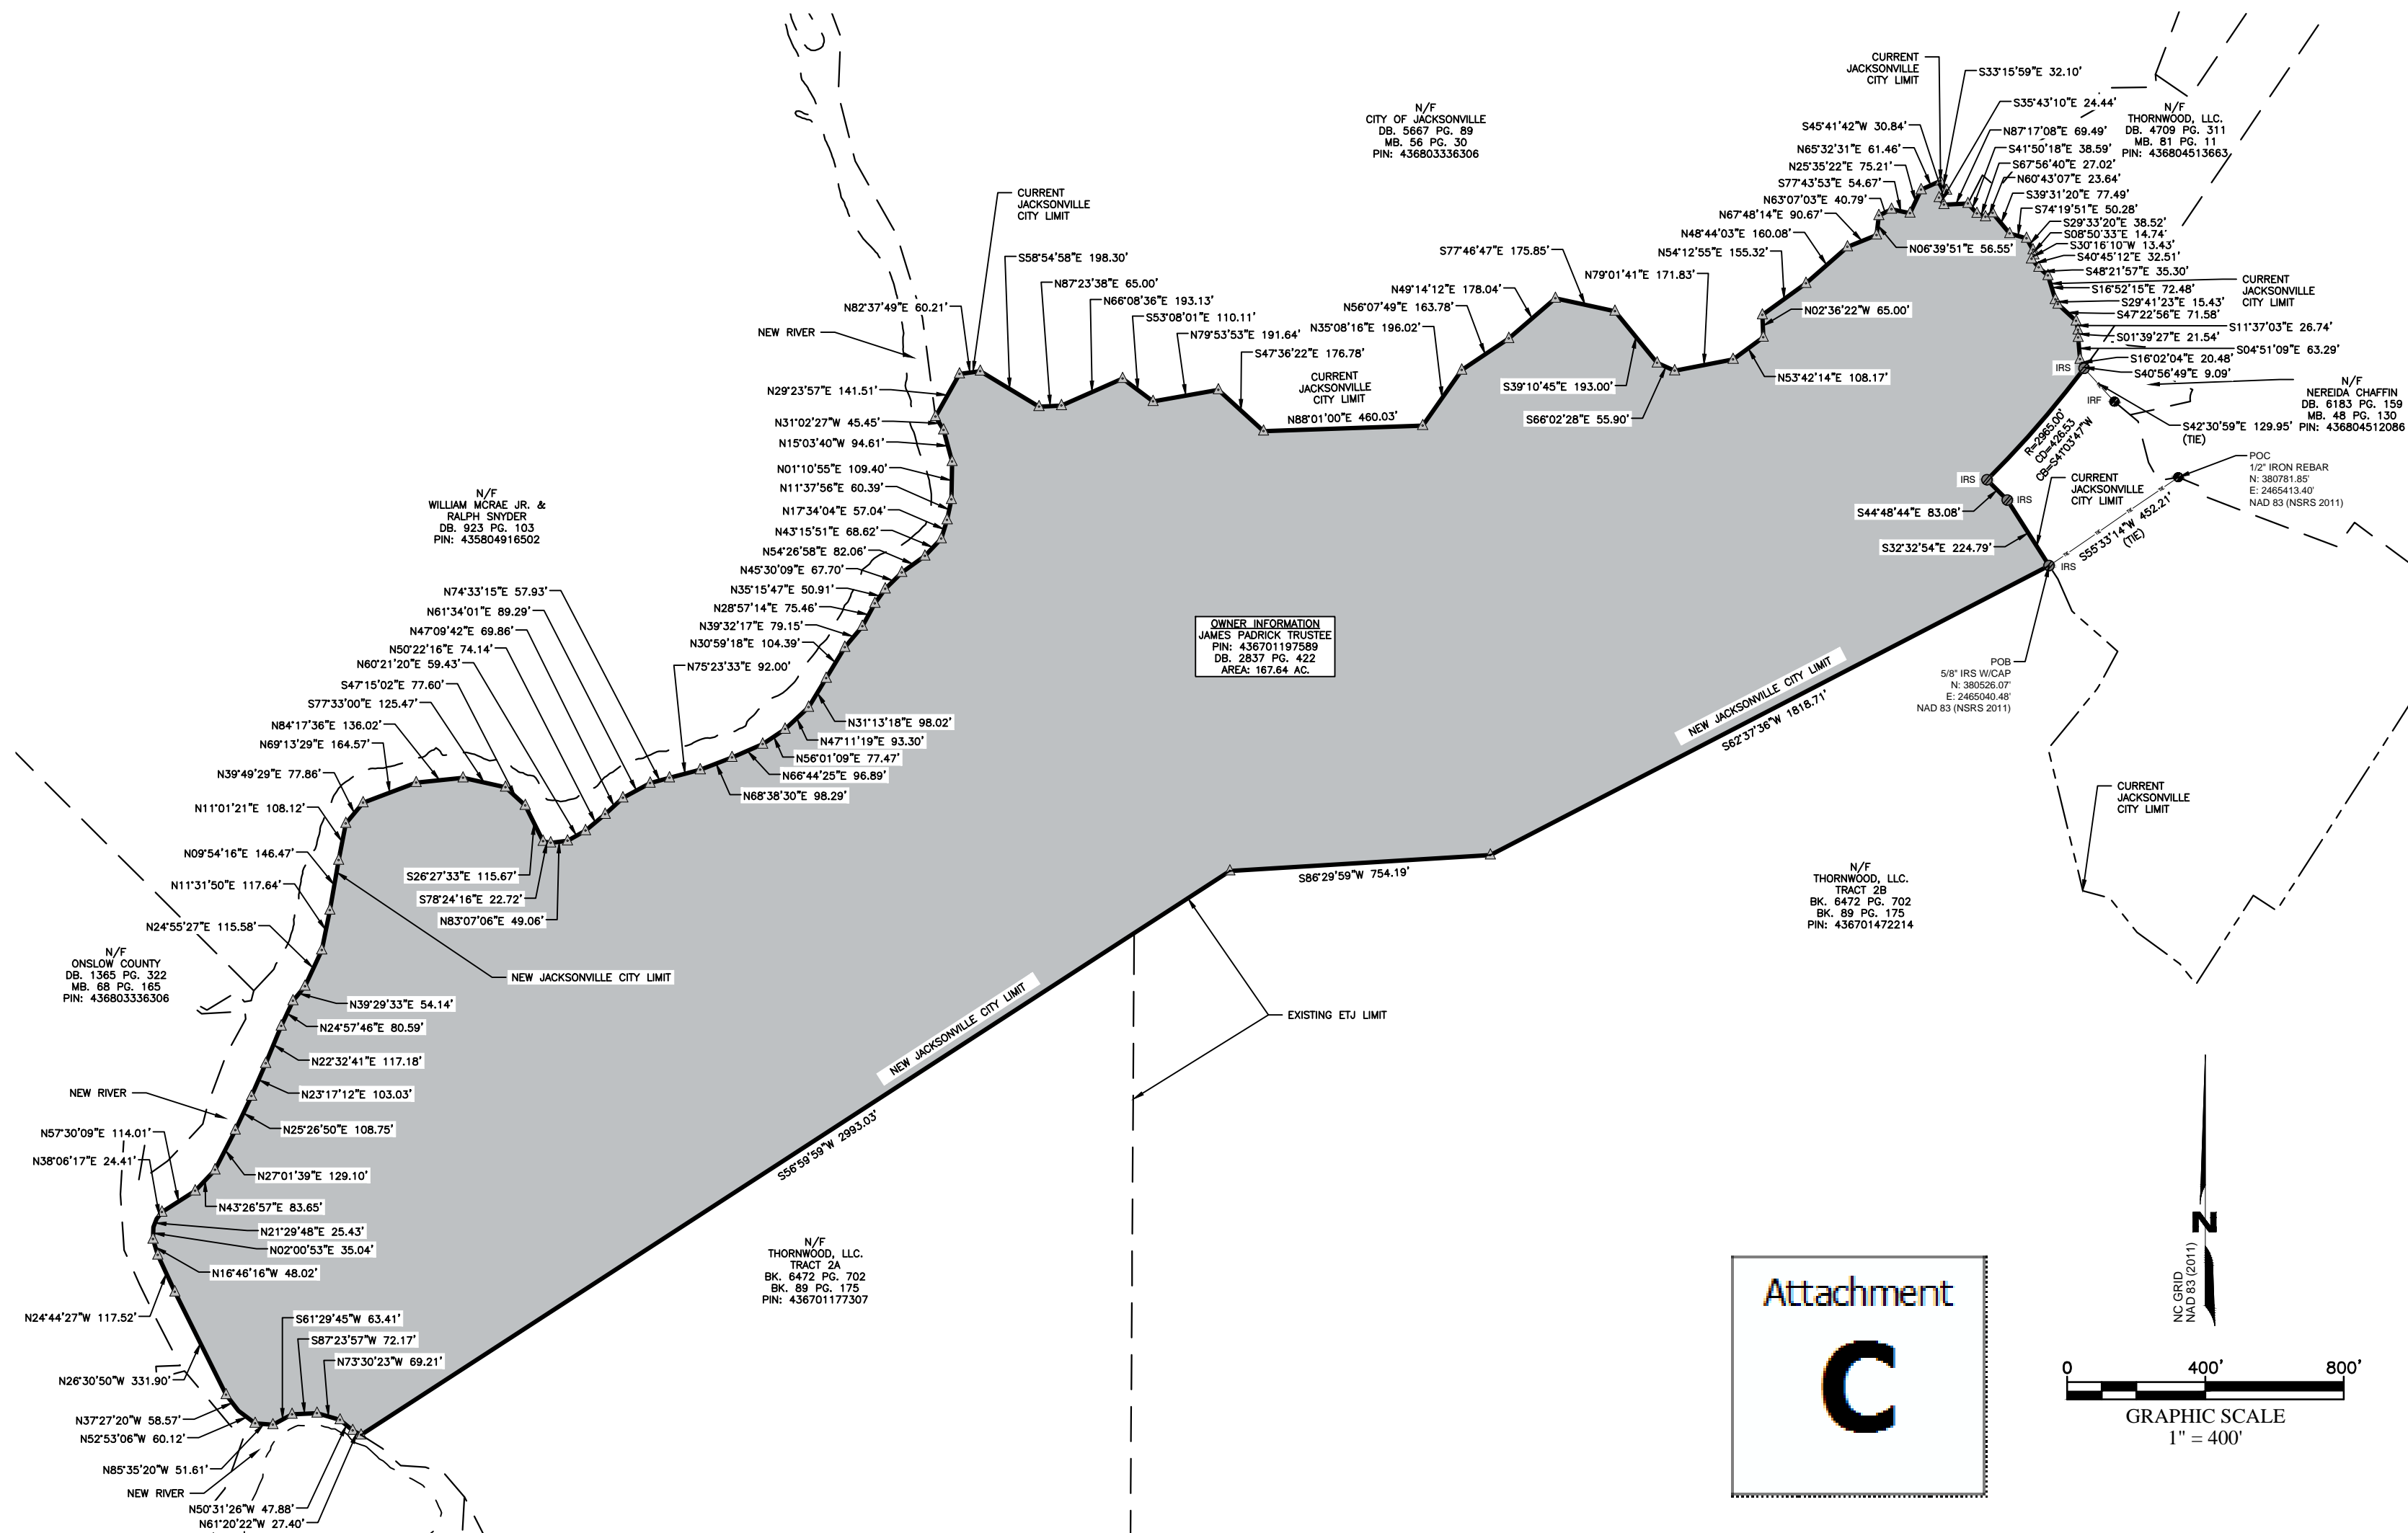 CURRENT
JACKSONVILLE
CITY LIMIT
S33°15'59"E 32.10'
S35°43'10"E 24.44'
N/F
CITY OF JACKSONVILLE
DB. 5667 PG. 89
MB. 56 PG. 30
PIN: 436803336306
N/F
THORNWOOD, LLC.
DB. 4709 PG. 311
MB. 81 PG. 11
PIN: 436804513663
S45°41'42"W 30.84'
N65°32'31"E 61.46'
N25°35'22"E 75.21'
S77°43'53"E 54.67'
N63°07'03"E 40.79'
N67°48'14"E 90.67'
N48°44'03"E 160.08'
N54°12'55"E 155.32'
N87°17'08"E 69.49'
S41°50'18"E 38.59'
S67°56'40"E 27.02'
N60°43'07"E 23.64'
S39°31'20"E 77.49'
S74°19'51"E 50.28'
S29°33'20"E 38.52'
S08°50'33"E 14.74'
S30°16'10"W 13.43'
S40°45'12"E 32.51'
S48°21'57"E 35.30'
CURRENT
JACKSONVILLE
CITY LIMIT
S16°52'15"E 72.48'
S29°41'23"E 15.43'
S47°22'56"E 71.58'
S11°37'03"E 26.74'
S01°39'27"E 21.54'
S04°51'09"E 63.29'
S16°02'04"E 20.48'
S40°56'49"E 9.09'
N06°39'51"E 56.55'
N02°36'22"W 65.00'
N53°42'14"E 108.17'
N79°01'41"E 171.83'
S77°46'47"E 175.85'
N49°14'12"E 178.04'
N56°07'49"E 163.78'
N35°08'16"E 196.02'
S39°10'45"E 193.00'
S66°02'28"E 55.90'
CURRENT
JACKSONVILLE
CITY LIMIT
N88°01'00"E 460.03'
CURRENT
JACKSONVILLE
CITY LIMIT
S58°54'58"E 198.30'
N87°23'38"E 65.00'
N66°08'36"E 193.13'
S53°08'01"E 110.11'
N79°53'53"E 191.64'
S47°36'22"E 176.78'
N82°37'49"E 60.21'
NEW RIVER
N29°23'57"E 141.51'
N31°02'27"W 45.45'
N15°03'40"W 94.61'
N01°10'55"E 109.40'
N11°37'56"E 60.39'
N17°34'04"E 57.04'
N43°15'51"E 68.62'
N54°26'58"E 82.06'
N45°30'09"E 67.70'
N35°15'47"E 50.91'
N28°57'14"E 75.46'
N39°32'17"E 79.15'
N30°59'18"E 104.39'
N75°23'33"E 92.00'
N/F
WILLIAM MCRAE JR. &
RALPH SNYDER
DB. 923 PG. 103
PIN: 435804916502
IRS
IRF
N/F
NEREIDA CHAFFIN
DB. 6183 PG. 159
MB. 48 PG. 130
PIN: 436804512086
S42°30'59"E 129.95'
(TIE)
R=2965.00'
CD=426.53
CB=S41°03'47"W
POC
1/2" IRON REBAR
N: 380781.85'
E: 2465413.40'
NAD 83 (NSRS 2011)
CURRENT
JACKSONVILLE
CITY LIMIT
IRS
IRS
S44°48'44"E 83.08'
S32°32'54"E 224.79'
S55°33'14"W 452.21'
(TIE)
IRS
N74°33'15"E 57.93'
N61°34'01"E 89.29'
N47°09'42"E 69.86'
N50°22'16"E 74.14'
N60°21'20"E 59.43'
S47°15'02"E 77.60'
S77°33'00"E 125.47'
N84°17'36"E 136.02'
N69°13'29"E 164.57'
N39°49'29"E 77.86'
N11°01'21"E 108.12'
N09°54'16"E 146.47'
N11°31'50"E 117.64'
N24°55'27"E 115.58'
OWNER INFORMATION
JAMES PADRICK TRUSTEE
PIN: 436701197589
DB. 2837 PG. 422
AREA: 167.64 AC.
POB
5/8" IRS W/CAP
N: 380526.07'
E: 2465040.48'
NAD 83 (NSRS 2011)
NEW JACKSONVILLE CITY LIMIT
S62°37'36"W 1818.71'
N31°13'18"E 98.02'
N47°11'19"E 93.30'
N56°01'09"E 77.47'
N66°44'25"E 96.89'
N68°38'30"E 98.29'
S26°27'33"E 115.67'
S78°24'16"E 22.72'
N83°07'06"E 49.06'
CURRENT
JACKSONVILLE
CITY LIMIT
S86°29'59"W 754.19'
N/F
THORNWOOD, LLC.
TRACT 2B
BK. 6472 PG. 702
BK. 89 PG. 175
PIN: 436701472214
N/F
ONSLOW COUNTY
DB. 1365 PG. 322
MB. 68 PG. 165
PIN: 436803336306
NEW JACKSONVILLE CITY LIMIT
N39°29'33"E 54.14'
N24°57'46"E 80.59'
N22°32'41"E 117.18'
N23°17'12"E 103.03'
N25°26'50"E 108.75'
N27°01'39"E 129.10'
N43°26'57"E 83.65'
NEW JACKSONVILLE CITY LIMIT
S56°59'59"W 2993.03'
EXISTING ETJ LIMIT
NEW RIVER
N57°30'09"E 114.01'
N38°06'17"E 24.41'
N21°29'48"E 25.43'
N02°00'53"E 35.04'
N16°46'16"W 48.02'
N24°44'27"W 117.52'
N26°30'50"W 331.90'
N37°27'20"W 58.57'
N52°53'06"W 60.12'
N85°35'20"W 51.61'
NEW RIVER
N50°31'26"W 47.88'
N61°20'22"W 27.40'
S61°29'45"W 63.41'
S87°23'57"W 72.17'
N73°30'23"W 69.21'
N/F
THORNWOOD, LLC.
TRACT 2A
BK. 6472 PG. 702
BK. 89 PG. 175
PIN: 436701177307
Attachment
C
N
NC GRID
NAD 83 (2011)
0 400' 800'
GRAPHIC SCALE
1" = 400'